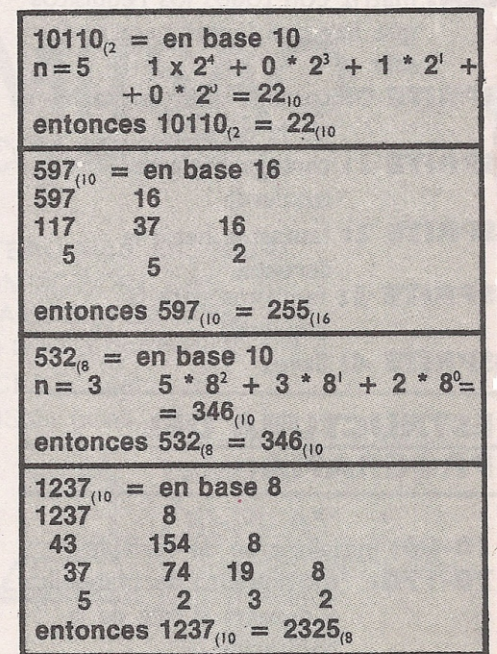 10110₍₂ = en base 10
n=5 1 x 2⁴ + 0 * 2³ + 1 * 2¹ +
+ 0 * 2⁰ = 22₁₀
entonces 10110₍₂ = 22₍₁₀
597₍₁₀ = en base 16
597 16
117 37 16
5 5 2
entonces 597₍₁₀ = 255₍₁₆
532₍₈ = en base 10
n= 3 5 * 8² + 3 * 8¹ + 2 * 8⁰=
= 346₍₁₀
entonces 532₍₈ = 346₍₁₀
1237₍₁₀ = en base 8
1237 8
43 154 8
37 74 19 8
5 2 3 2
entonces 1237₍₁₀ = 2325₍₈